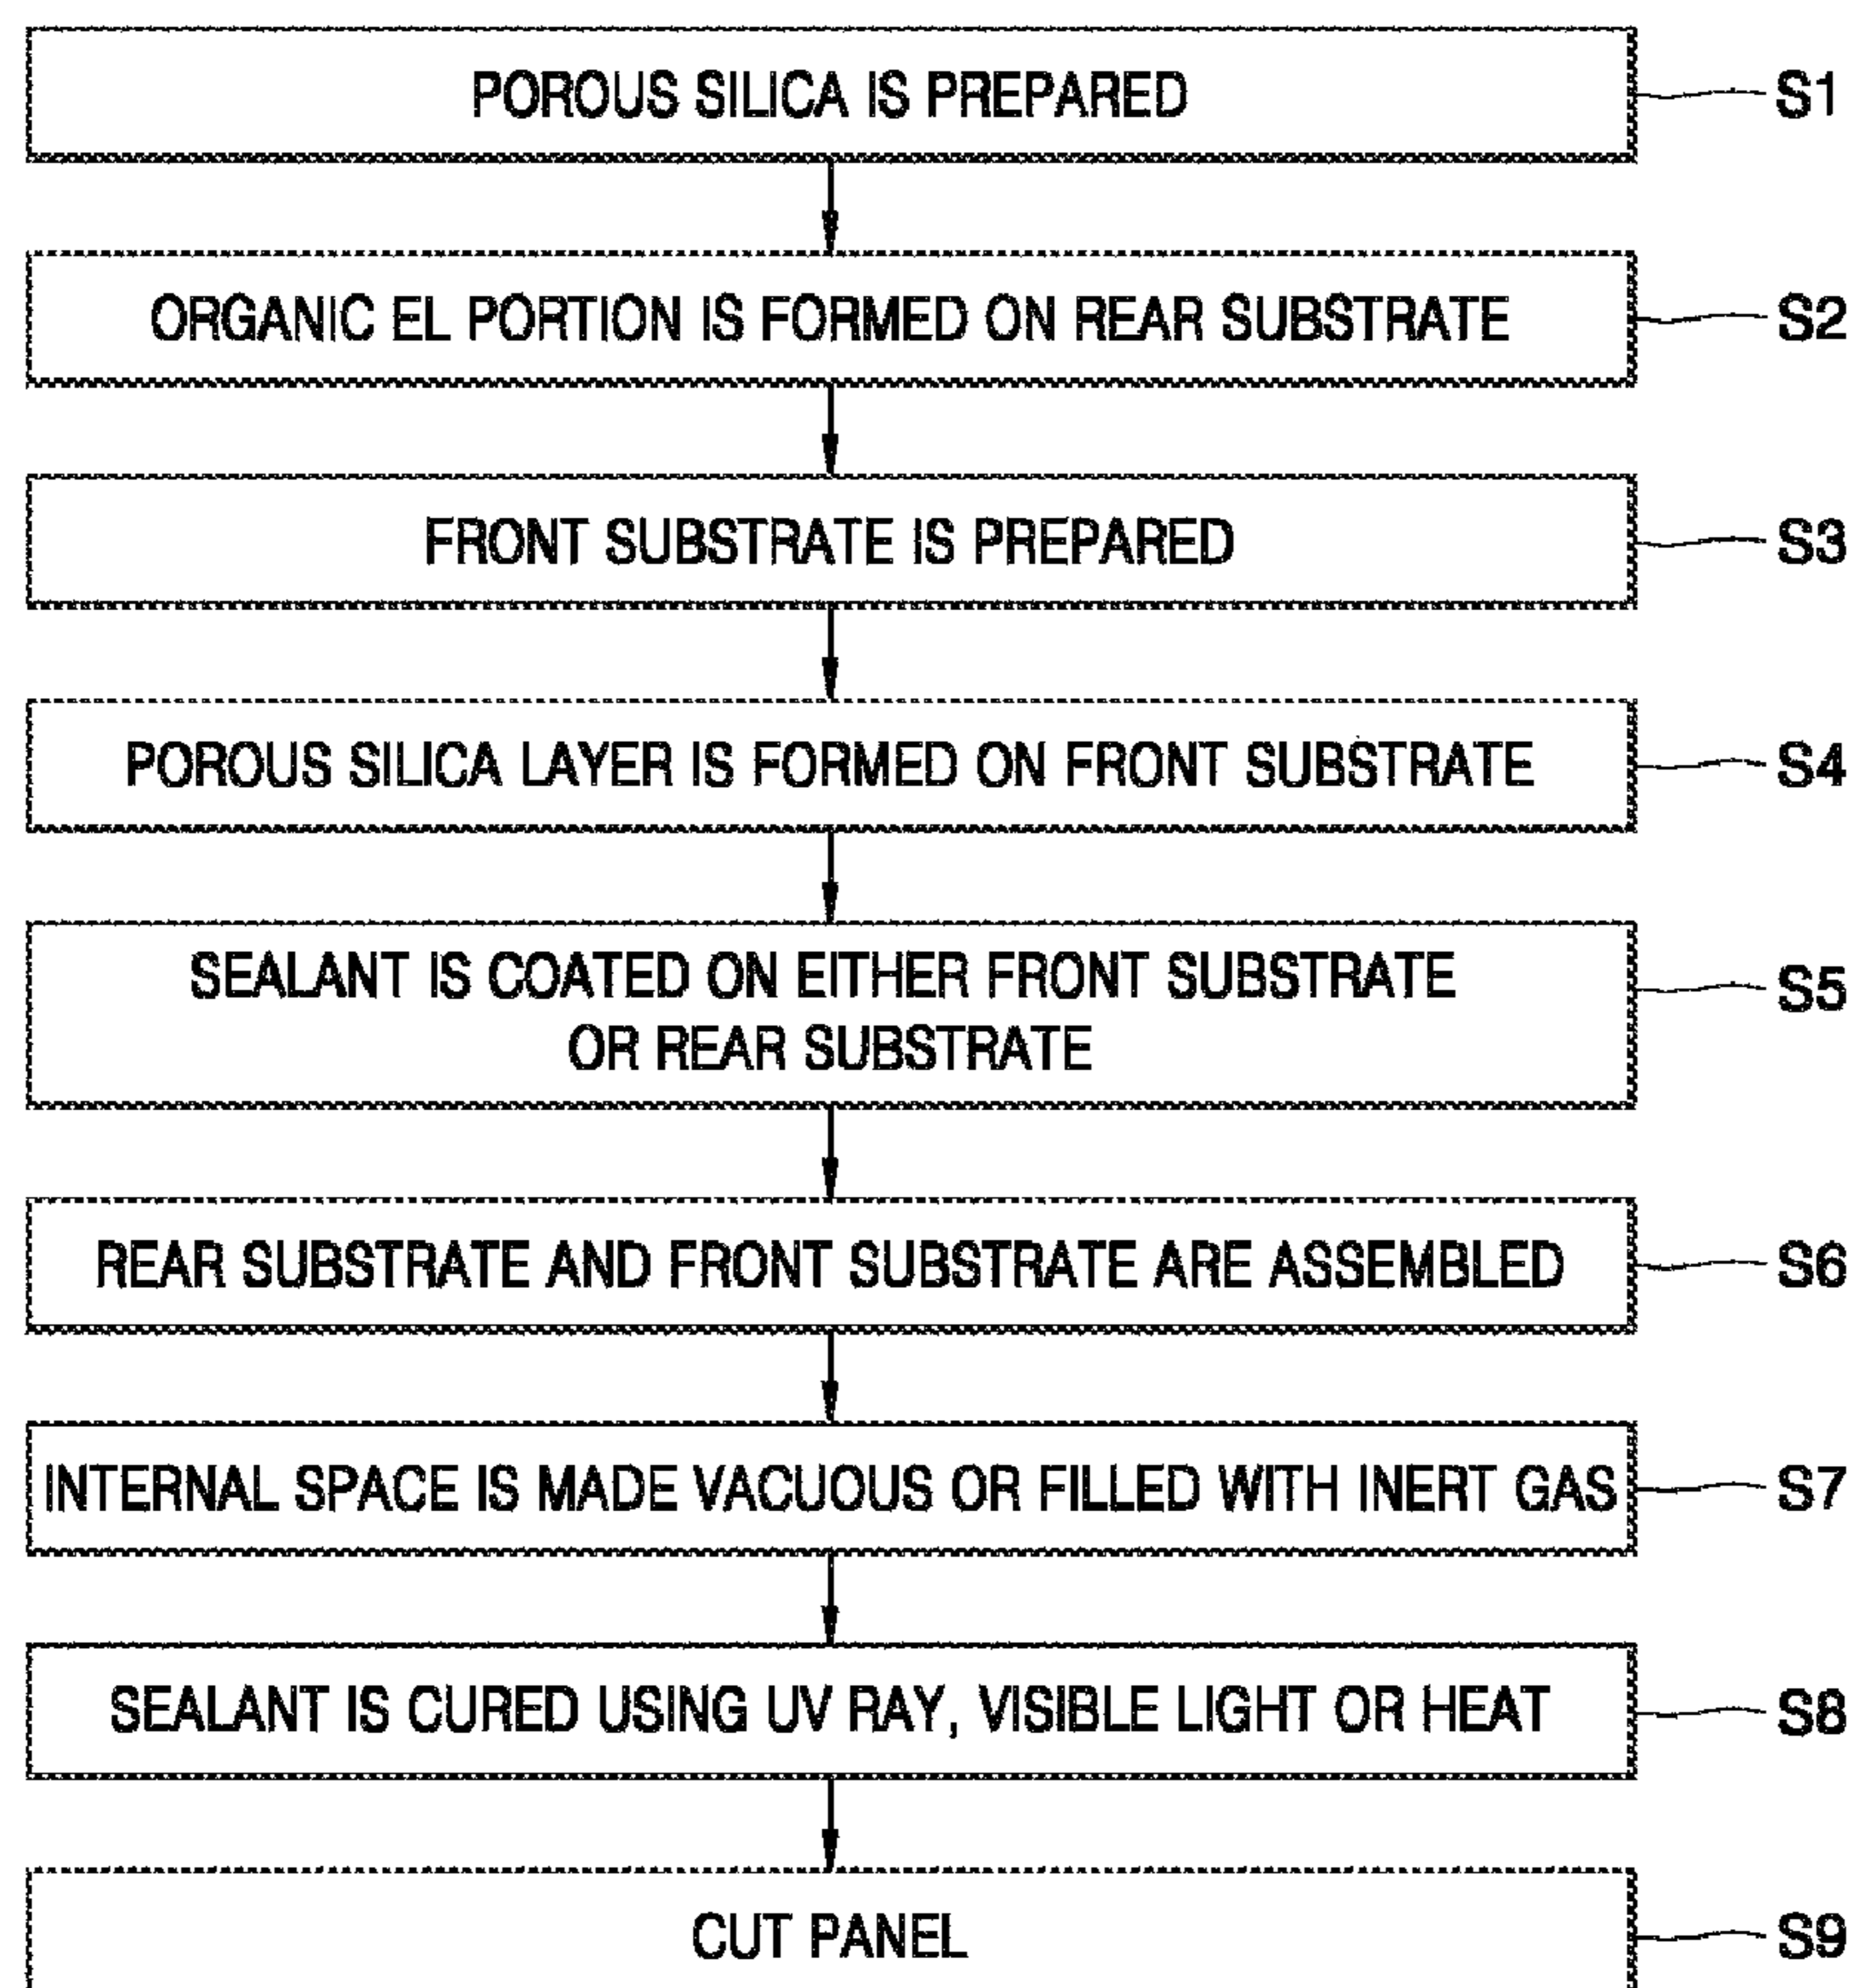 POROUS SILICA IS PREPARED S1
ORGANIC EL PORTION IS FORMED ON REAR SUBSTRATE S2
FRONT SUBSTRATE IS PREPARED S3
POROUS SILICA LAYER IS FORMED ON FRONT SUBSTRATE S4
SEALANT IS COATED ON EITHER FRONT SUBSTRATE S5
OR REAR SUBSTRATE
REAR SUBSTRATE AND FRONT SUBSTRATE ARE ASSEMBLED S6
INTERNAL SPACE IS MADE VACUOUS OR FILLED WITH INERT GAS S7
SEALANT IS CURED USING UV RAY, VISIBLE LIGHT OR HEAT S8
CUT PANEL S9